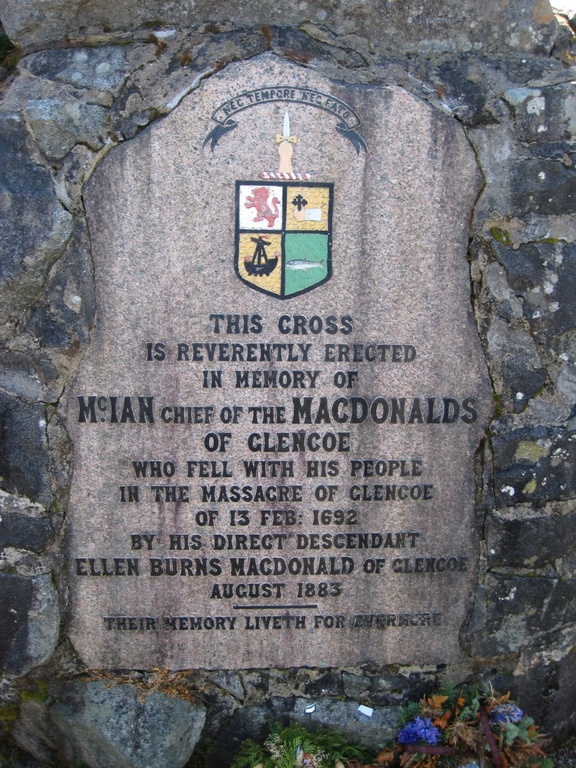 NEC TEMPORE NEC FATO
THIS CROSS
IS REVERENTLY ERECTED
IN MEMORY OF
McIAN CHIEF OF THE MACDONALDS
OF GLENCOE
WHO FELL WITH HIS PEOPLE
IN THE MASSACRE OF GLENCOE
OF 13 FEB: 1692
BY HIS DIRECT DESCENDANT
ELLEN BURNS MACDONALD OF GLENCOE
AUGUST 1883
THEIR MEMORY LIVETH FOR EVERMORE